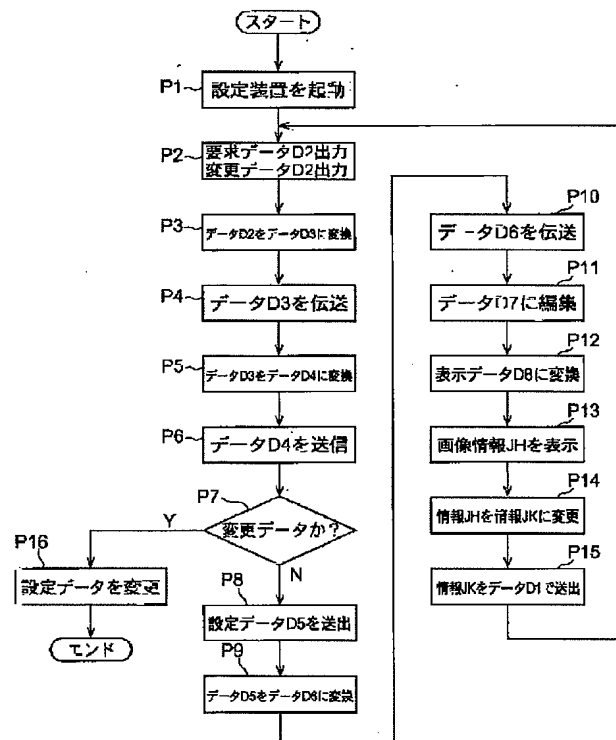 スタート
P1
設定装置を起動
P2
要求データD2出力
変更データD2出力
P3
データD2をデータD3に変換
P4
データD3を伝送
P5
データD3をデータD4に変換
P6
データD4を送信
P7
変更データか?
Y
N
P16
設定データを変更
エンド
P8
設定データD5を送出
P9
データD5をデータD6に変換
P10
データD6を伝送
P11
データD7に編集
P12
表示データD8に変換
P13
画像情報JHを表示
P14
情報JHを情報JKに変更
P15
情報JKをデータD1で送出